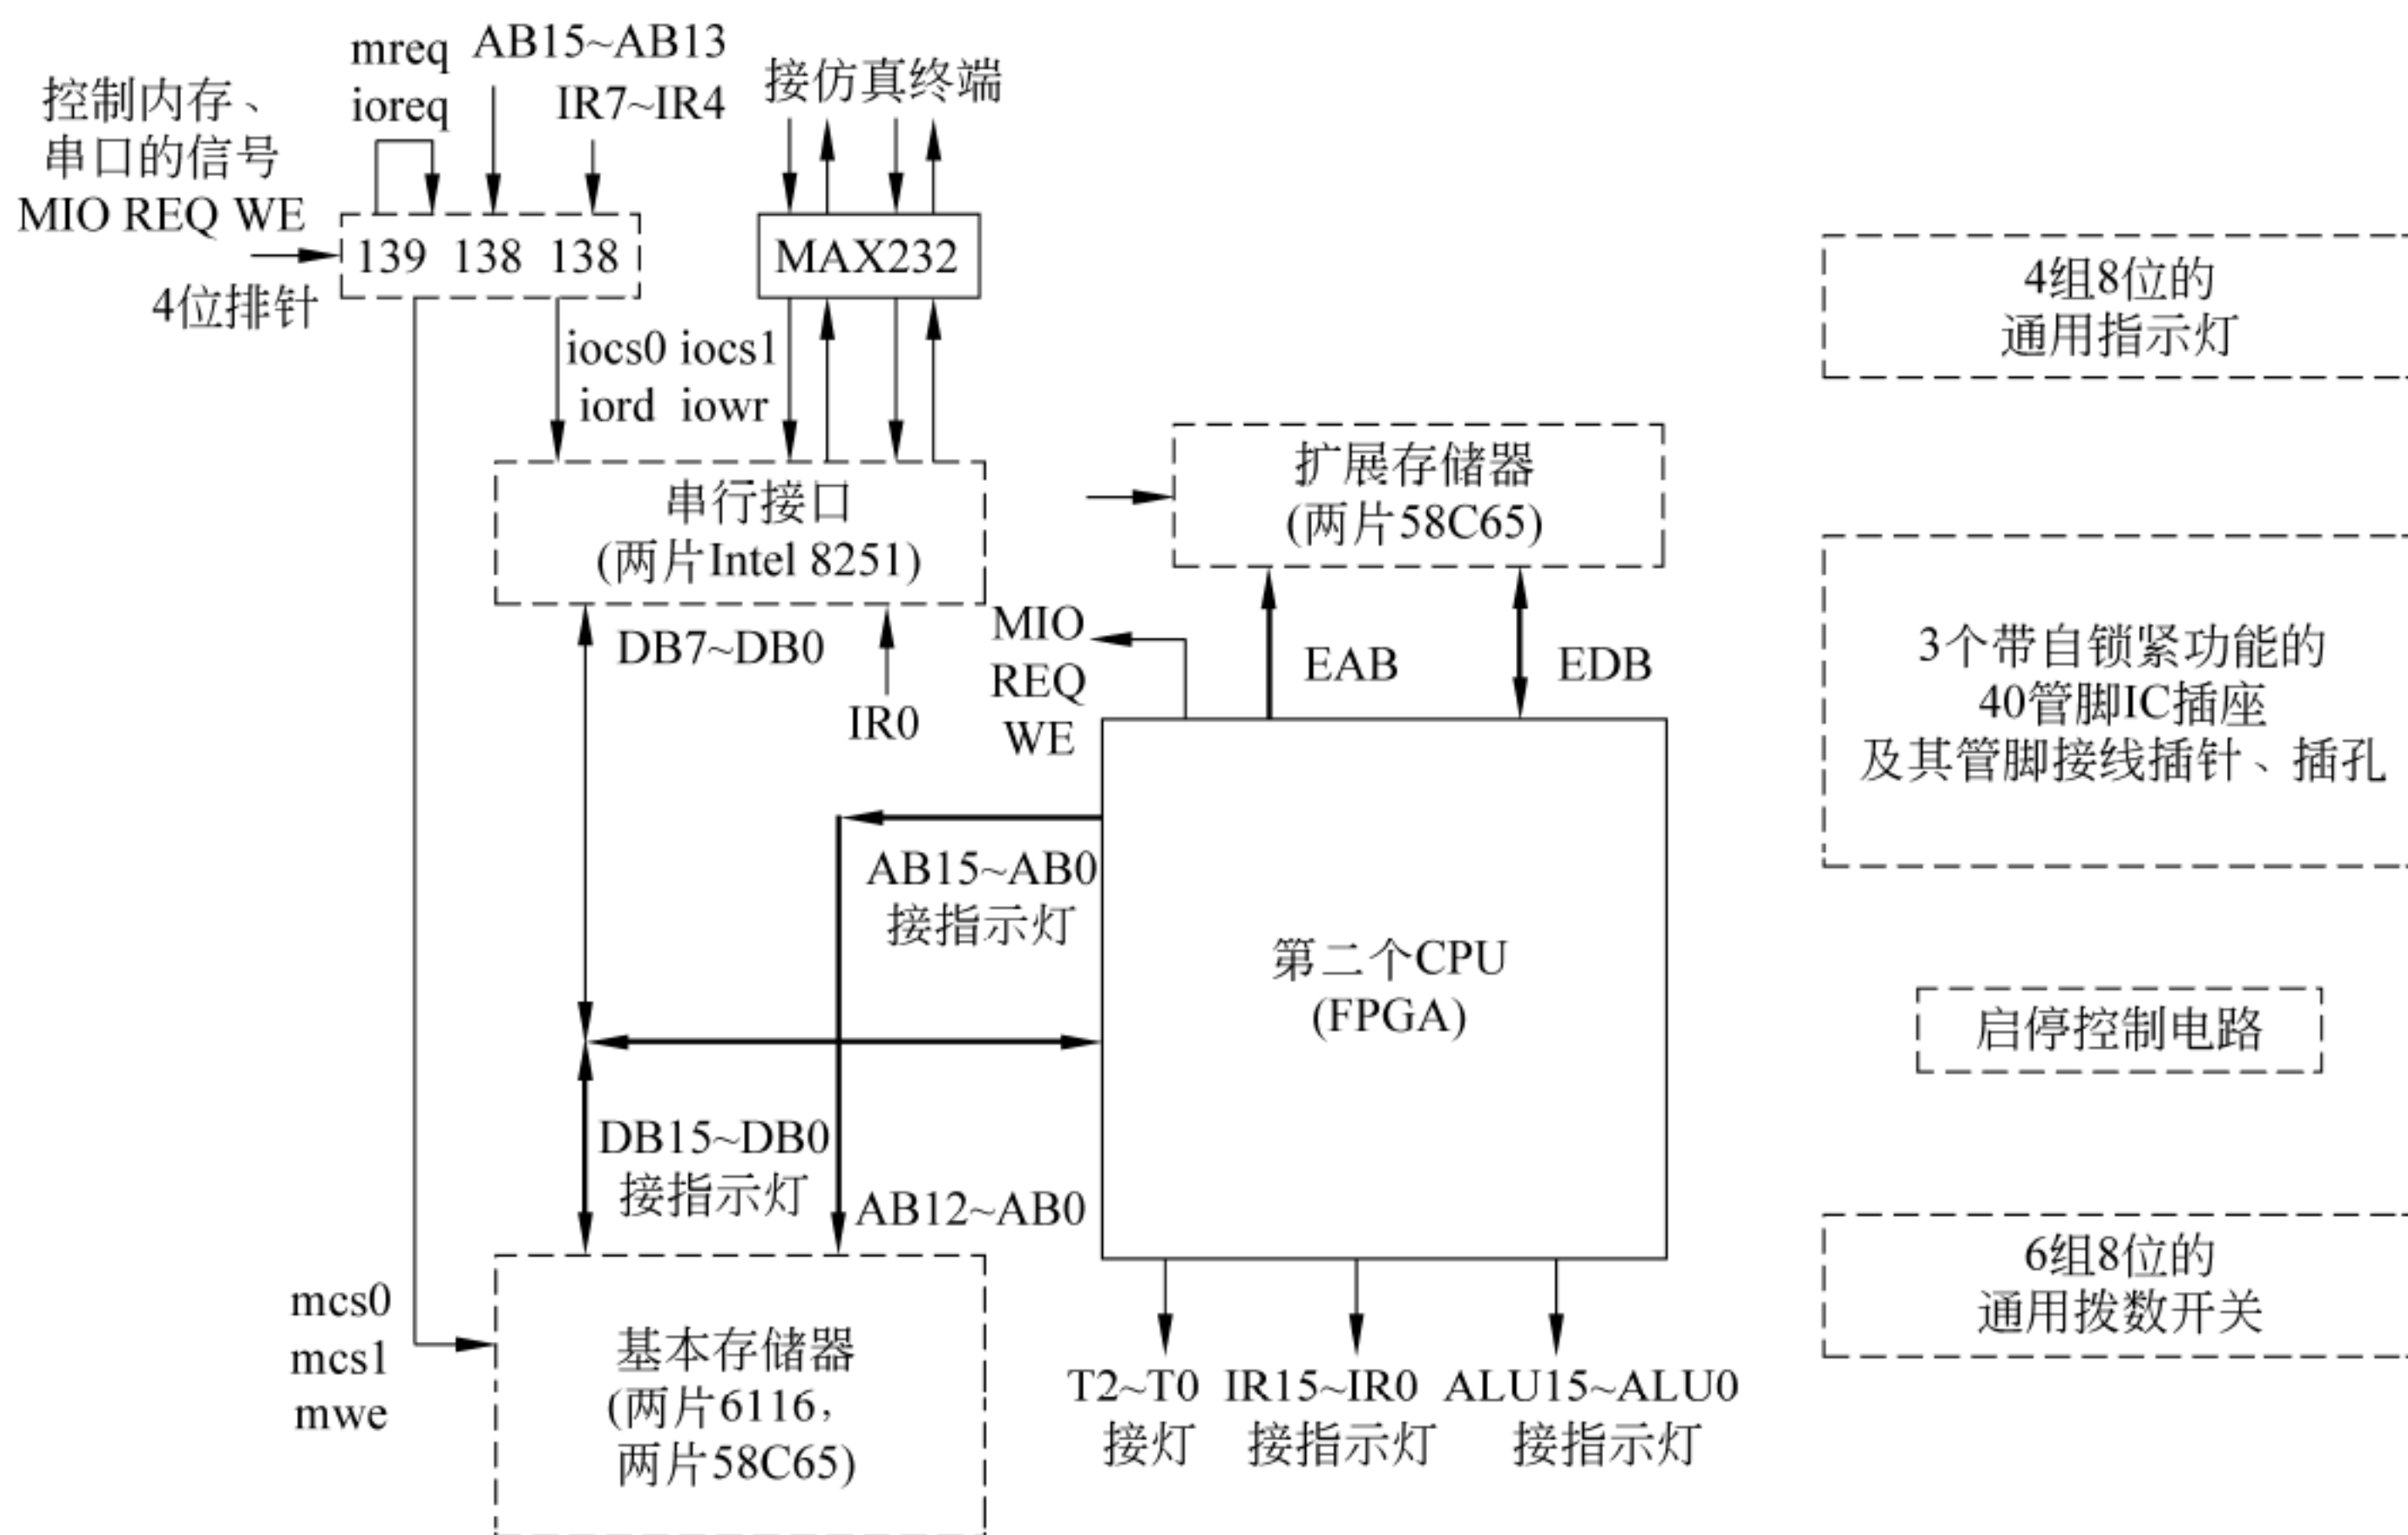 mreq
ioreq
AB15~AB13
IR7~IR4
接仿真终端
控制内存、
串口的信号
MIO REQ WE
4位排针
139 138 138
MAX232
4组8位的
通用指示灯
iocs0 iocs1
iord iowr
串行接口
(两片Intel 8251)
扩展存储器
(两片58C65)
3个带自锁紧功能的
40管脚IC插座
及其管脚接线插针、插孔
DB7~DB0
IR0
MIO
REQ
WE
EAB
EDB
AB15~AB0
接指示灯
第二个CPU
(FPGA)
启停控制电路
DB15~DB0
接指示灯
AB12~AB0
6组8位的
通用拨数开关
mcs0
mcs1
mwe
基本存储器
(两片6116，
两片58C65)
T2~T0
接灯
IR15~IR0
接指示灯
ALU15~ALU0
接指示灯